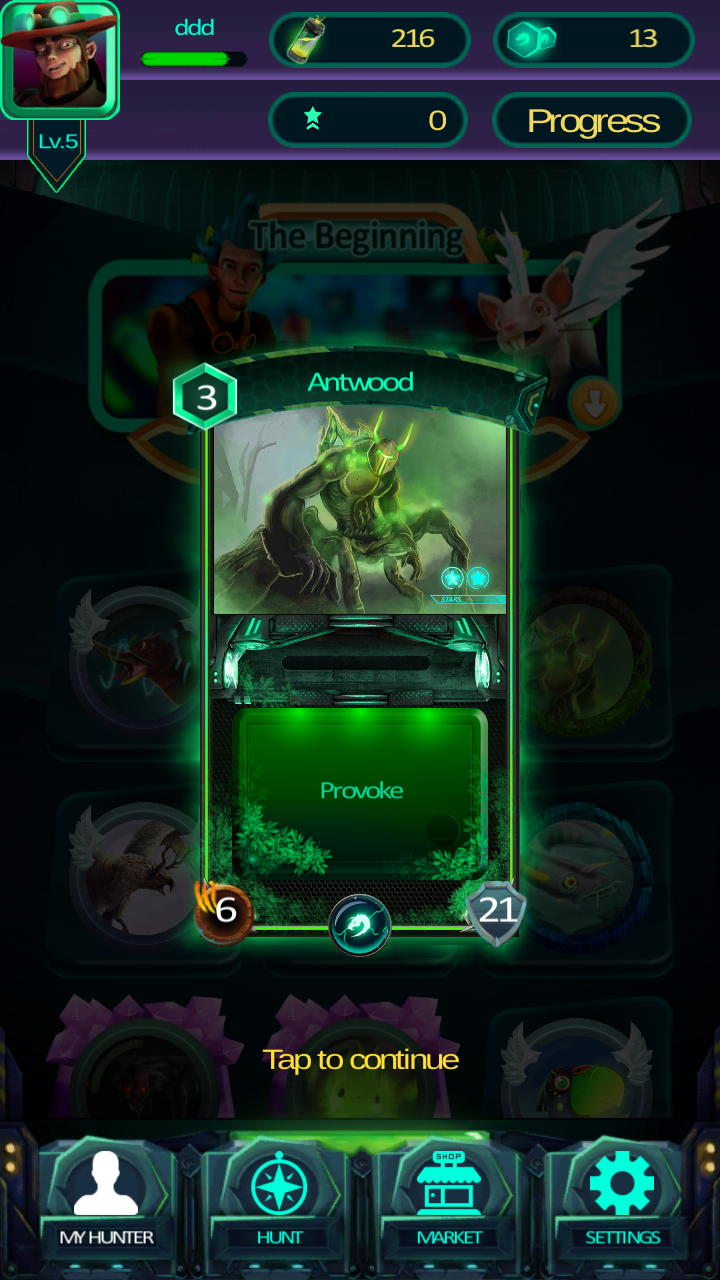 ddd
216
13
0
Progress
Lv.5
The Beginning
3
Antwood
STARS
Provoke
6
21
Tap to continue
SHOP
MY HUNTER
HUNT
MARKET
SETTINGS